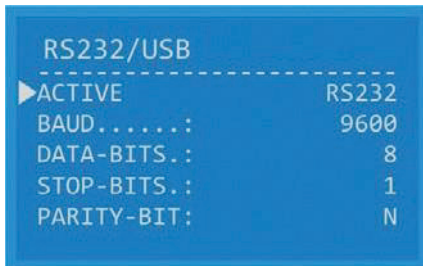 RS232/USB
ACTIVE RS232
BAUD......: 9600
DATA-BITS.: 8
STOP-BITS.: 1
PARITY-BIT: N